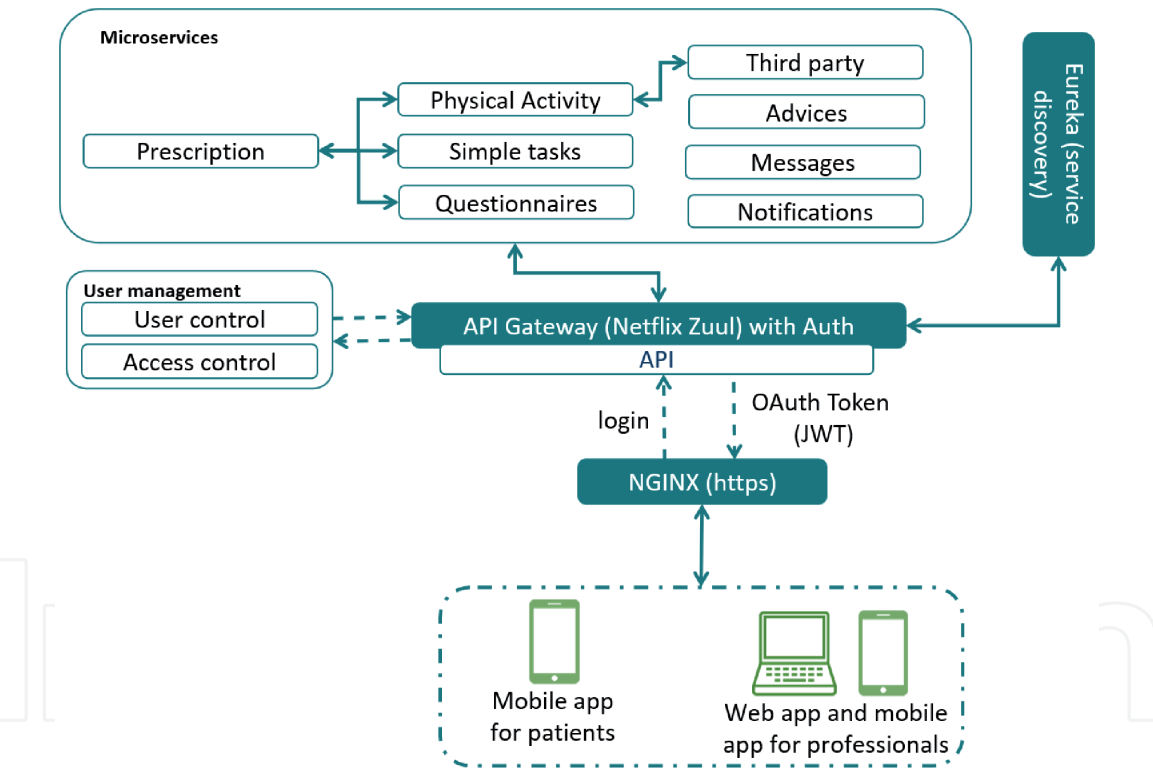 Microservices
Prescription
Physical Activity
Simple tasks
Questionnaires
Third party
Advices
Messages
Notifications
Eureka (service
discovery)
User management
User control
Access control
API Gateway (Netflix Zuul) with Auth
API
login
OAuth Token
(JWT)
NGINX (https)
Mobile app
for patients
Web app and mobile
app for professionals